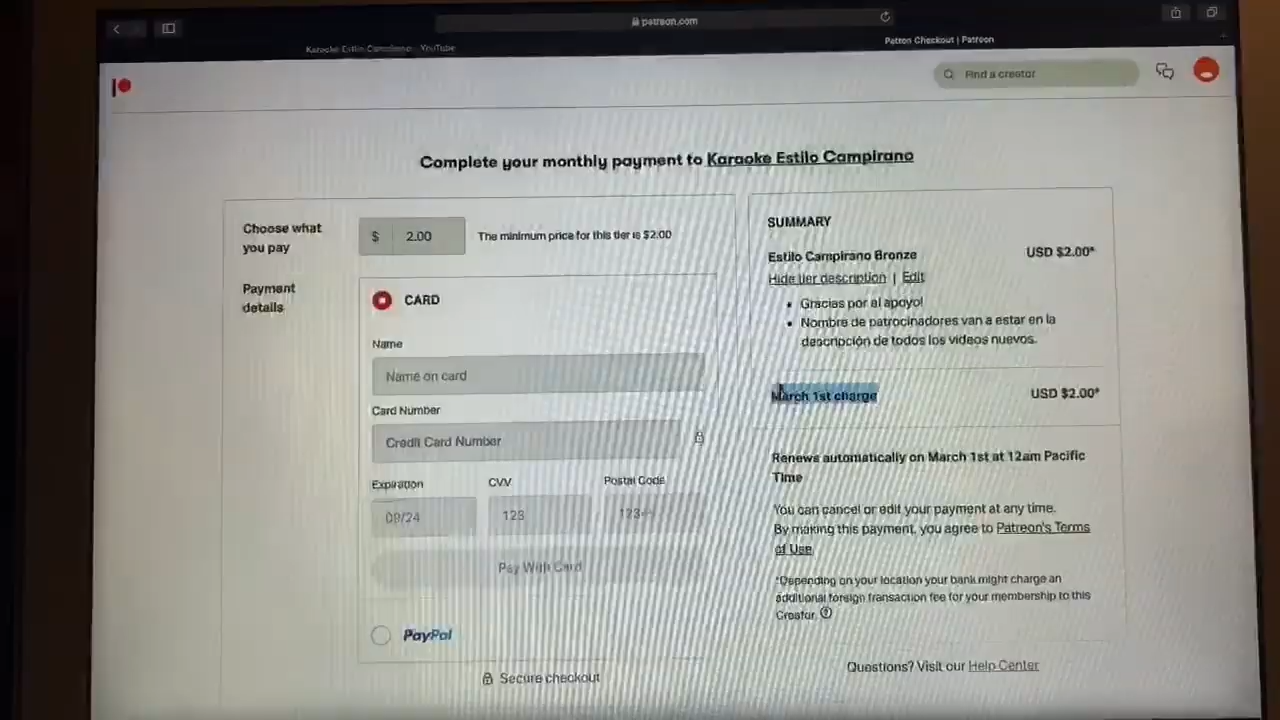 patreon.com
Karaoke Estilo Campirano - YouTube
Patron Checkout | Patreon
Find a creator
Complete your monthly payment to Karaoke Estilo Campirano
Choose what
you pay
$ 2.00
The minimum price for this tier is $2.00
Payment
details
CARD
Name
Name on card
Card Number
Credit Card Number
Expiration
CVV
Postal Code
09/24
123
Pay With Card
PayPal
Secure checkout
SUMMARY
Estilo Campirano Bronze
USD $2.00*
Hide tier description | Edit
• Gracias por el apoyo!
• Nombre de patrocinadores van a estar en la
descripción de todos los videos nuevos.
March 1st charge
USD $2.00*
Renews automatically on March 1st at 12am Pacific
Time
You can cancel or edit your payment at any time.
By making this payment, you agree to Patreon's Terms
of Use
*Depending on your location your bank might charge an
additional foreign transaction fee for your membership to this
Creator.
Questions? Visit our Help Center